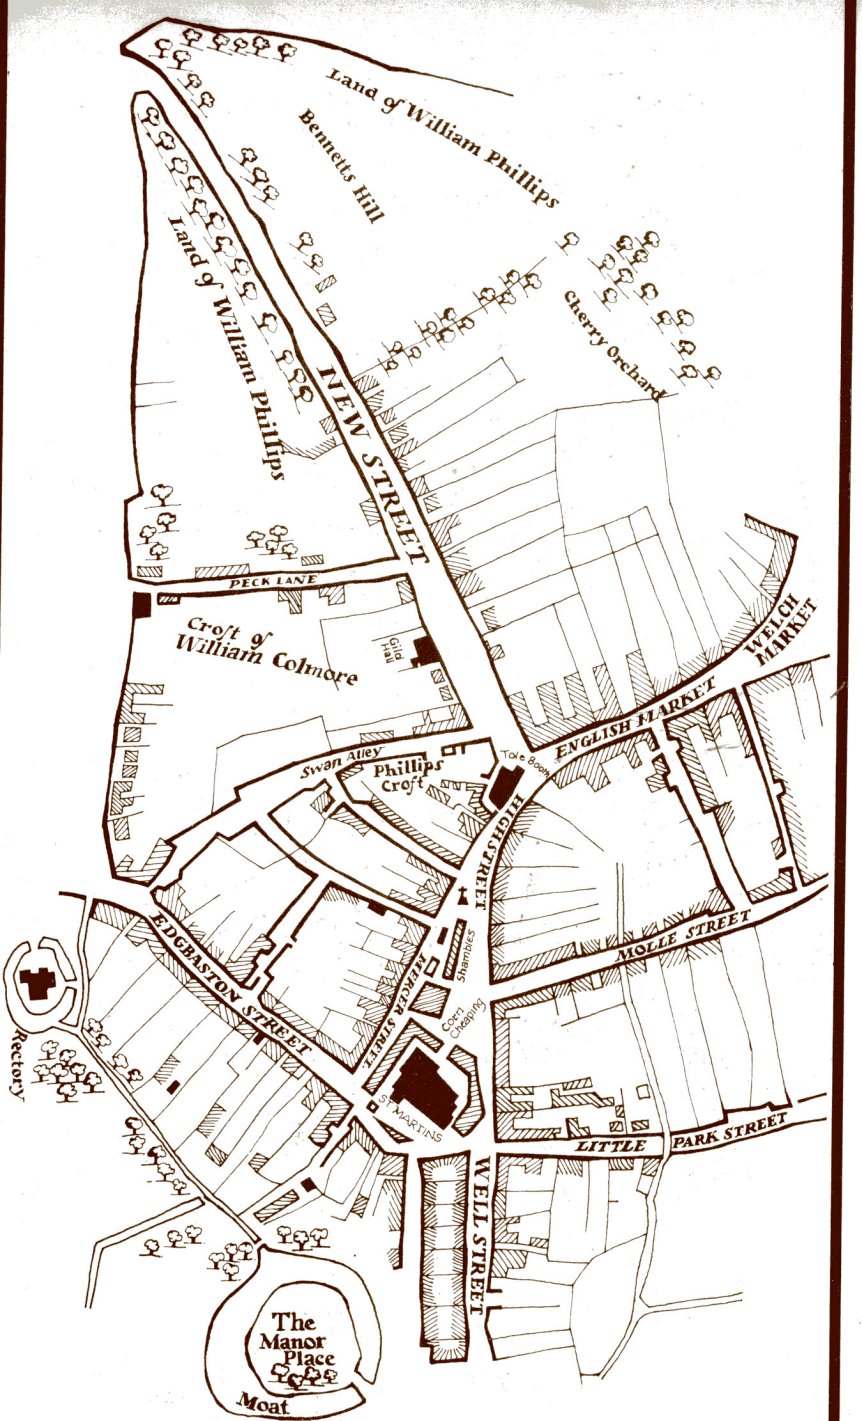 Land of William Phillips
Bennetts Hill
Land of William Phillips
Cherry Orchard
NEW STREET
PECK LANE
WELCH
MARKET
Croft of
William Colmore
Gild
Hall
ENGLISH MARKET
Swan Alley
Phillips
Croft
Tole Booth
HIGH STREET
EDGBASTON STREET
MERCER STREET
Shambles
MOLLE STREET
Corn
Cheaping
Rectory
ST MARTINS
LITTLE PARK STREET
WELL STREET
The
Manor
Place
Moat